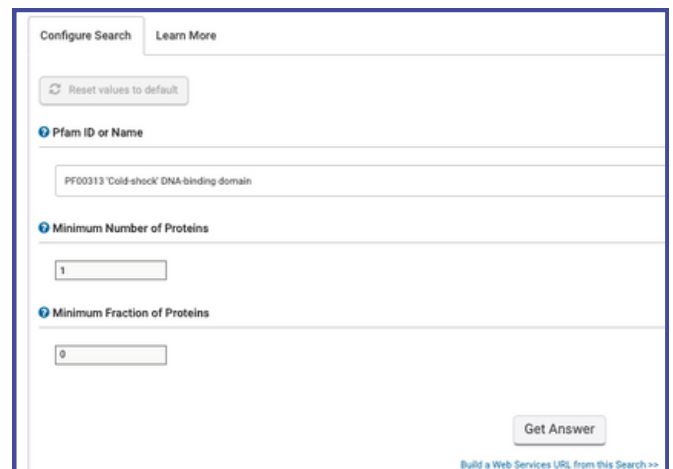 Configure Search Learn More
Reset values to default
Pfam ID or Name
PF00313 'Cold-shock' DNA-binding domain
Minimum Number of Proteins
1
Minimum Fraction of Proteins
0
Get Answer
Build a Web Services URL from this Search >>